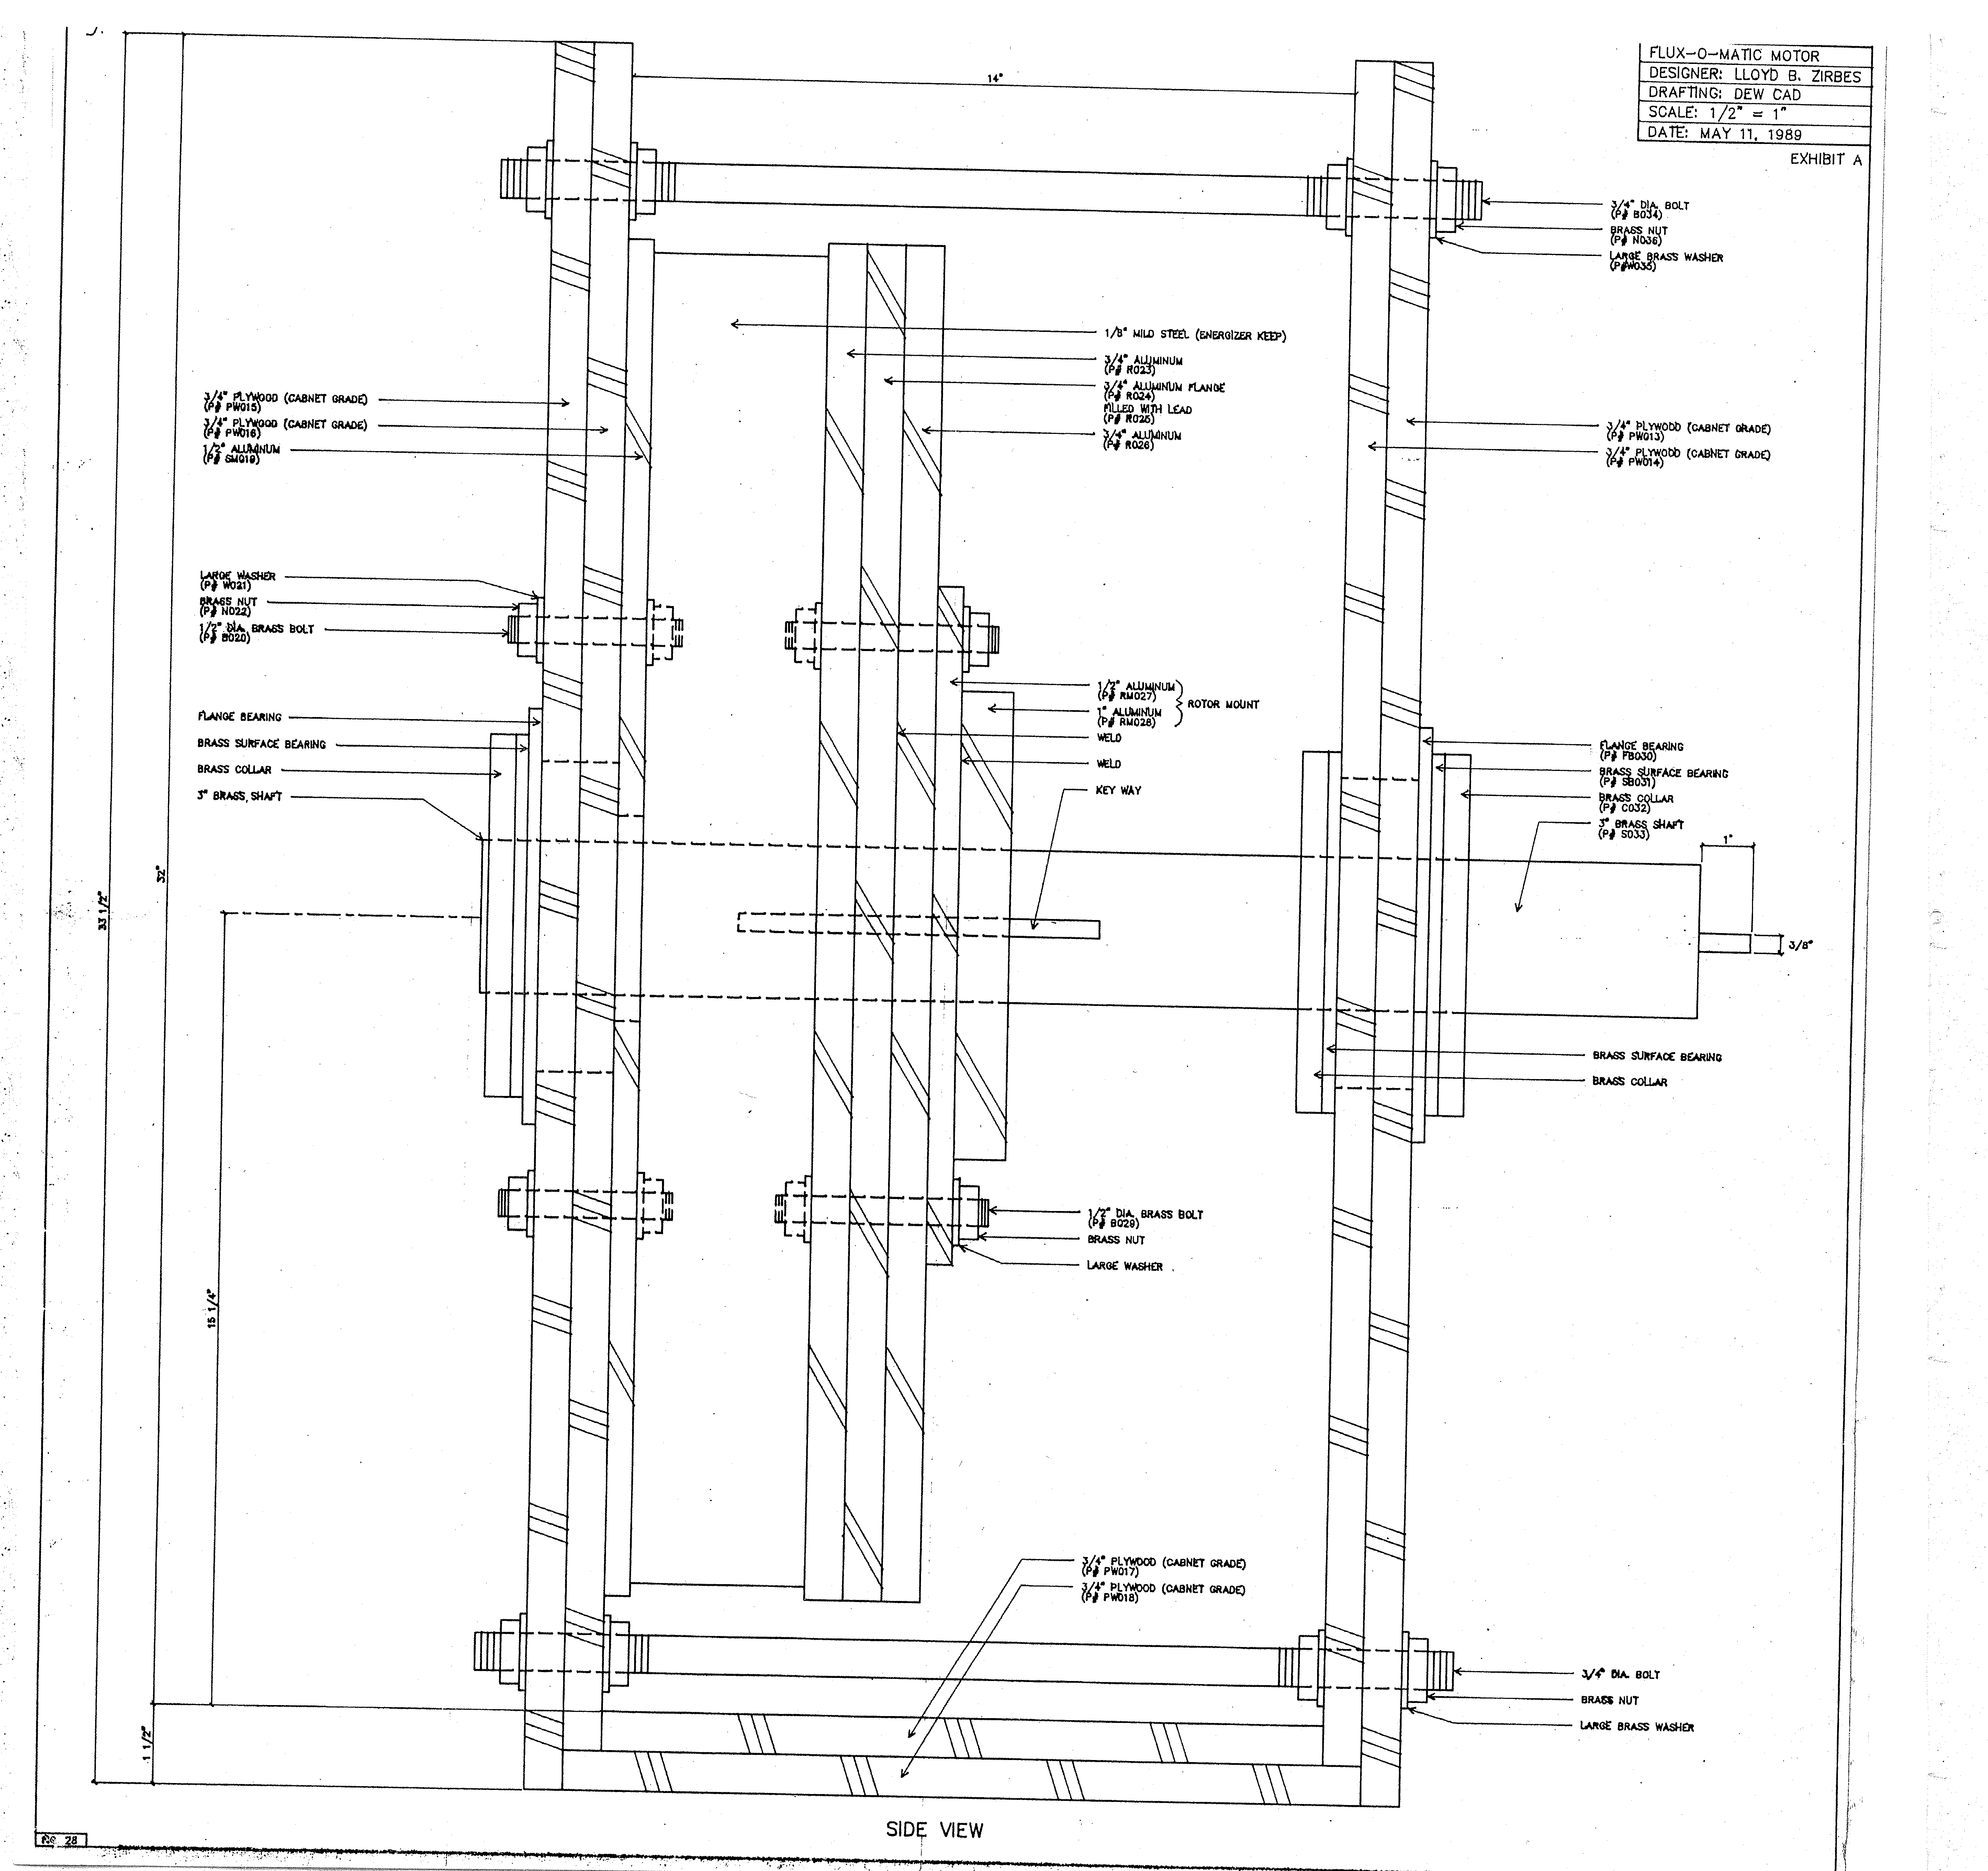 FLUX-O-MATIC MOTOR
DESIGNER: LLOYD B. ZIRBES
DRAFTING: DEW CAD
SCALE: 1/2" = 1"
DATE: MAY 11, 1989
EXHIBIT A
14"
3/4" DIA. BOLT
(P# B034)
BRASS NUT
(P# N036)
LARGE BRASS WASHER
(P#W035)
1/8" MILD STEEL (ENERGIZER KEEP)
3/4" ALUMINUM
(P# R023)
3/4" ALUMINUM FLANGE
(P# R024)
FILLED WITH LEAD
(P# R025)
3/4" ALUMINUM
(P# R026)
3/4" PLYWOOD (CABNET GRADE)
(P# PW015)
3/4" PLYWOOD (CABNET GRADE)
(P# PW016)
1/2" ALUMINUM
(P# SM019)
3/4" PLYWOOD (CABNET GRADE)
(P# PW013)
3/4" PLYWOOD (CABNET GRADE)
(P# PW014)
LARGE WASHER
(P# W021)
BRASS NUT
(P# N022)
1/2" DIA. BRASS BOLT
(P# B020)
1/2" ALUMINUM
(P# RM027)
1" ALUMINUM
(P# RM028)
ROTOR MOUNT
WELD
WELD
KEY WAY
FLANGE BEARING
BRASS SURFACE BEARING
BRASS COLLAR
3" BRASS SHAFT
FLANGE BEARING
(P# FB030)
BRASS SURFACE BEARING
(P# SB031)
BRASS COLLAR
(P# C032)
3" BRASS SHAFT
(P# S033)
1"
3/8"
33 1/2"
32"
15 1/4"
1 1/2"
BRASS SURFACE BEARING
BRASS COLLAR
1/2" DIA. BRASS BOLT
(P# B029)
BRASS NUT
LARGE WASHER
3/4" PLYWOOD (CABNET GRADE)
(P# PW017)
3/4" PLYWOOD (CABNET GRADE)
(P# PW018)
3/4" DIA. BOLT
BRASS NUT
LARGE BRASS WASHER
SIDE VIEW
28